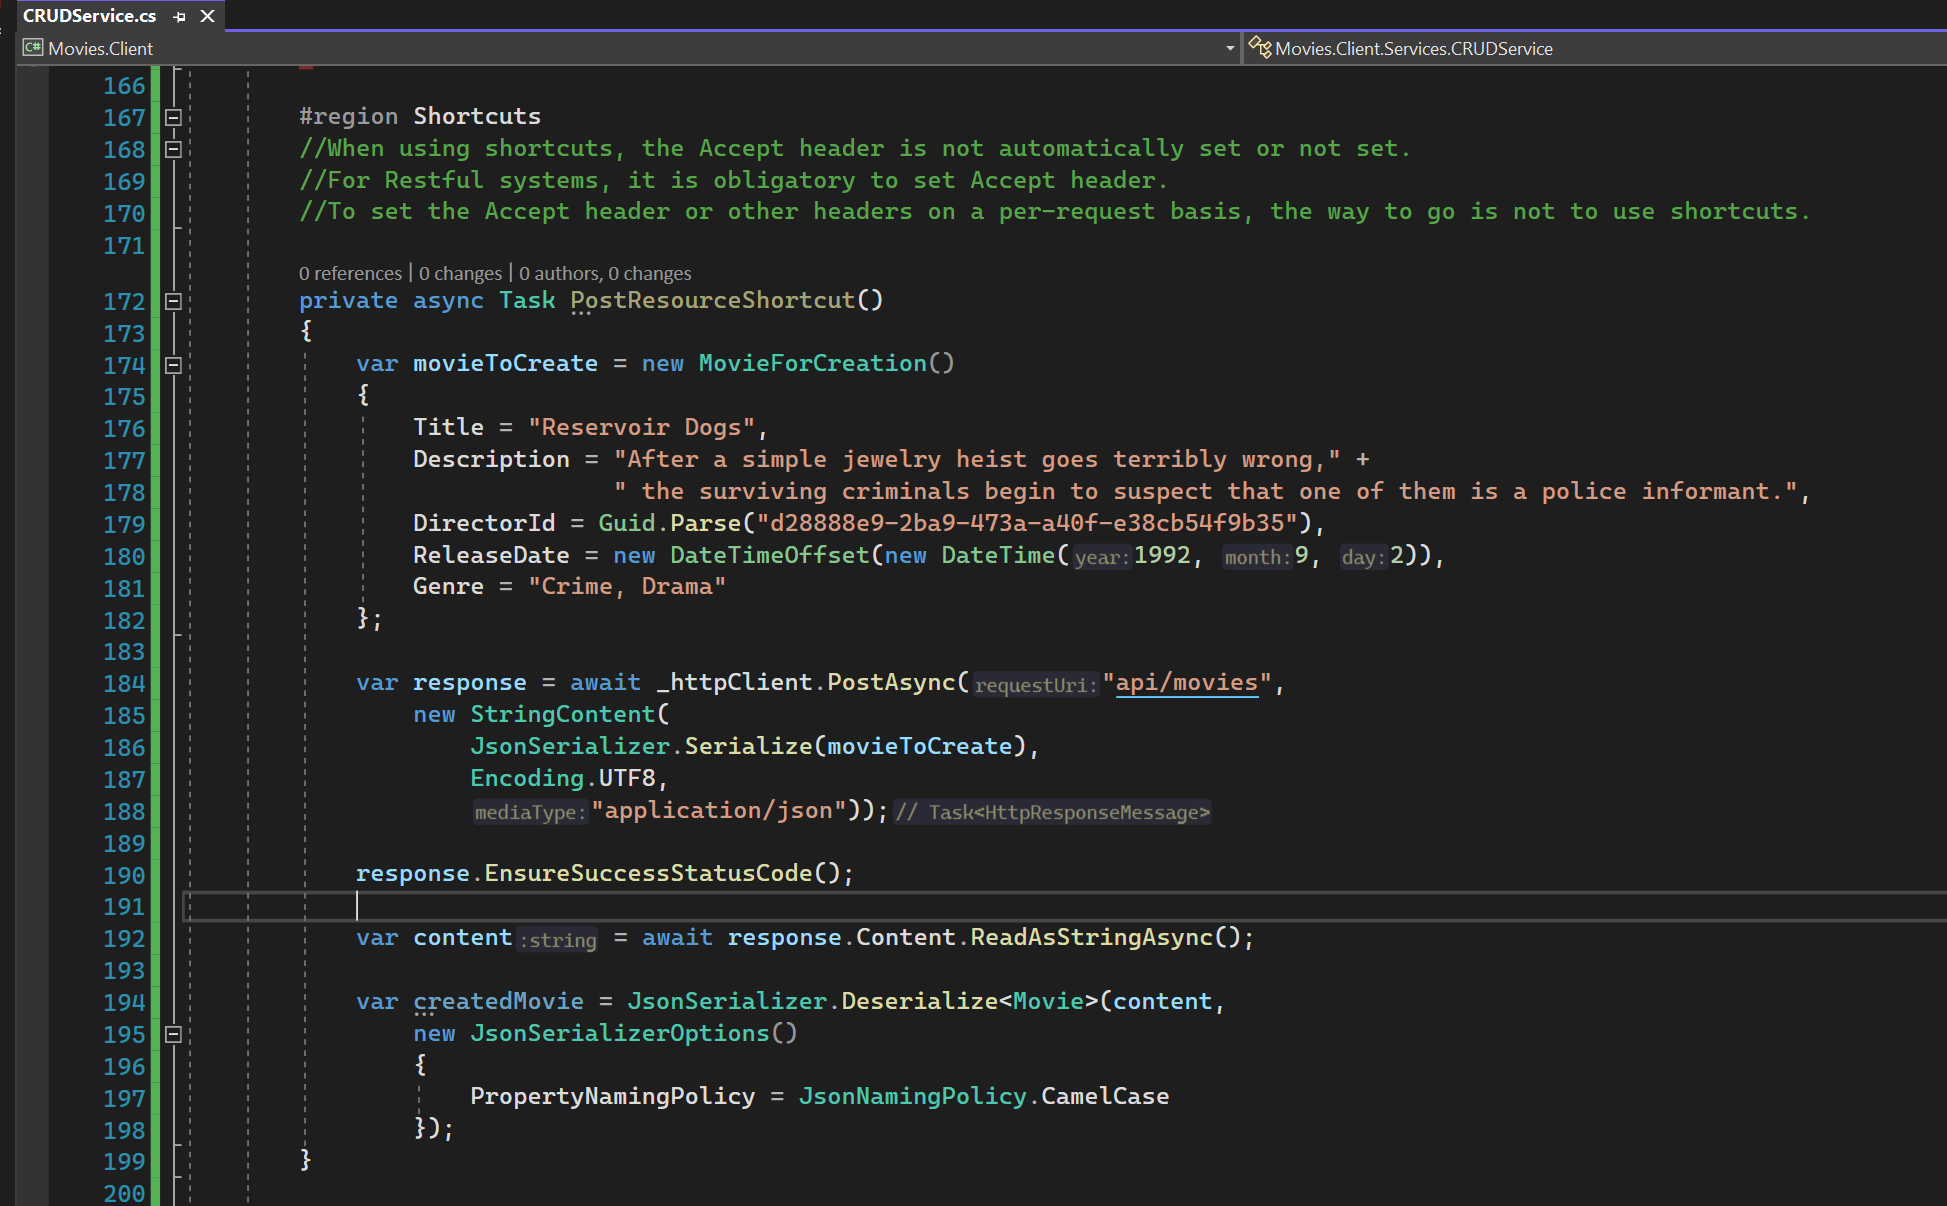 CRUDService.cs
C# Movies.Client Movies.Client.Services.CRUDService
166
167 #region Shortcuts
168 //When using shortcuts, the Accept header is not automatically set or not set.
169 //For Restful systems, it is obligatory to set Accept header.
170 //To set the Accept header or other headers on a per-request basis, the way to go is not to use shortcuts.
171
0 references | 0 changes | 0 authors, 0 changes
172 private async Task PostResourceShortcut()
173 {
174 var movieToCreate = new MovieForCreation()
175 {
176 Title = "Reservoir Dogs",
177 Description = "After a simple jewelry heist goes terribly wrong," +
178 " the surviving criminals begin to suspect that one of them is a police informant.",
179 DirectorId = Guid.Parse("d28888e9-2ba9-473a-a40f-e38cb54f9b35"),
180 ReleaseDate = new DateTimeOffset(new DateTime(year:1992, month:9, day:2)),
181 Genre = "Crime, Drama"
182 };
183
184 var response = await _httpClient.PostAsync(requestUri:"api/movies",
185 new StringContent(
186 JsonSerializer.Serialize(movieToCreate),
187 Encoding.UTF8,
188 mediaType:"application/json")); // Task<HttpResponseMessage>
189
190 response.EnsureSuccessStatusCode();
191
192 var content:string = await response.Content.ReadAsStringAsync();
193
194 var createdMovie = JsonSerializer.Deserialize<Movie>(content,
195 new JsonSerializerOptions()
196 {
197 PropertyNamingPolicy = JsonNamingPolicy.CamelCase
198 });
199 }
200